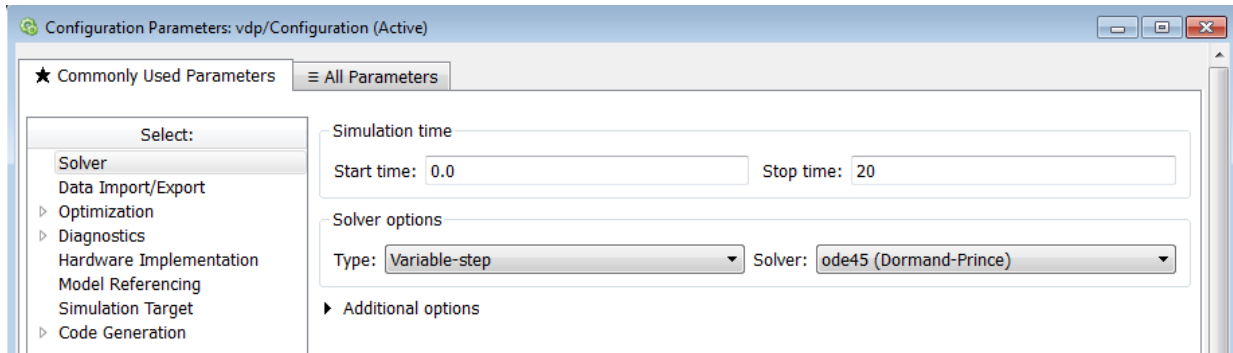 Configuration Parameters: vdp/Configuration (Active)
★ Commonly Used Parameters
≡ All Parameters
Select:
Solver
Data Import/Export
Optimization
Diagnostics
Hardware Implementation
Model Referencing
Simulation Target
Code Generation
Simulation time
Start time: 0.0 Stop time: 20
Solver options
Type: Variable-step Solver: ode45 (Dormand-Prince)
Additional options